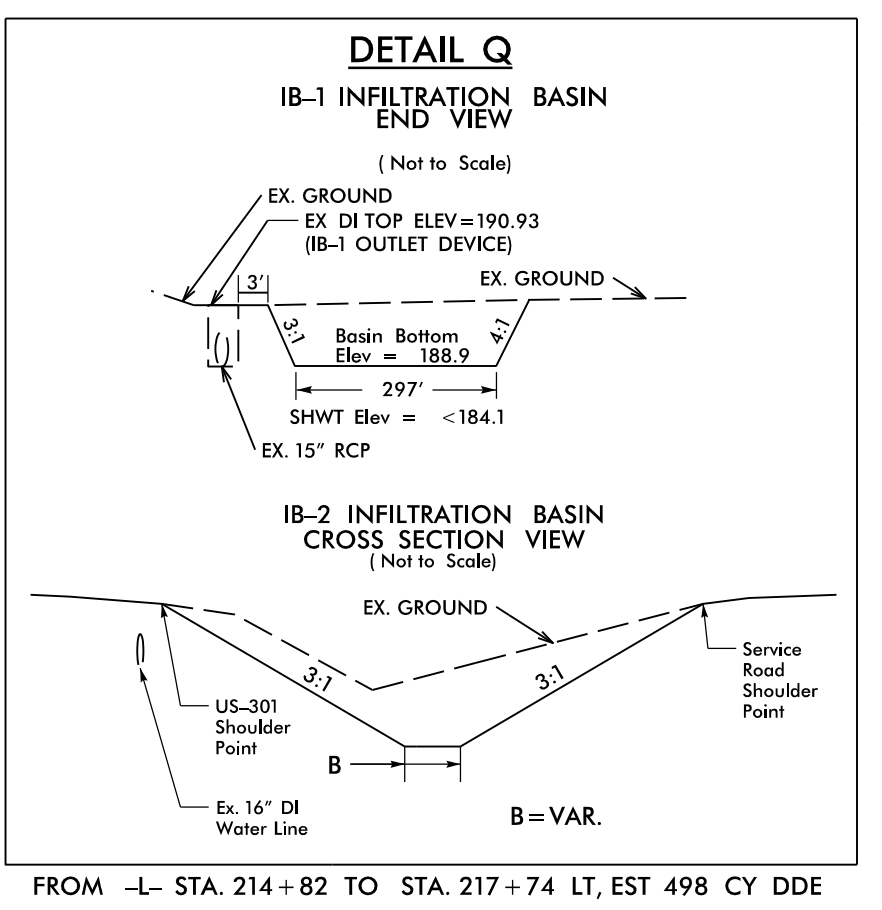 DETAIL Q
IB–1 INFILTRATION BASIN
END VIEW
(Not to Scale)
EX. GROUND
EX DI TOP ELEV=190.93
(IB–1 OUTLET DEVICE)
3'
EX. GROUND
3:1
Basin Bottom
Elev = 188.9
4:1
297'
SHWT Elev = <184.1
EX. 15" RCP
IB–2 INFILTRATION BASIN
CROSS SECTION VIEW
(Not to Scale)
EX. GROUND
3:1
3:1
Service
Road
Shoulder
Point
US–301
Shoulder
Point
B
Ex. 16" DI
Water Line
B=VAR.
FROM –L– STA. 214+82 TO STA. 217+74 LT, EST 498 CY DDE